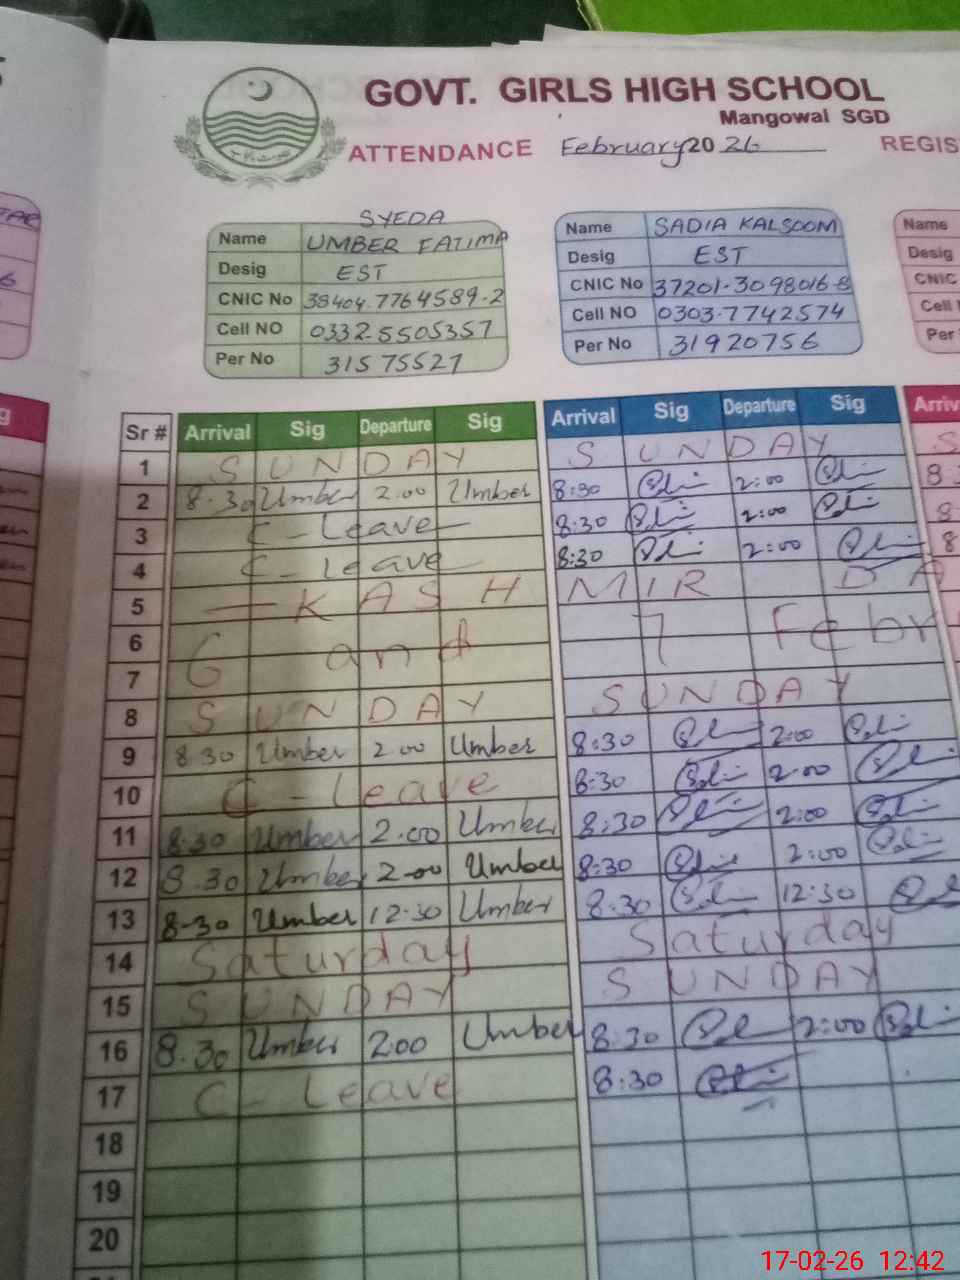 GOVT. GIRLS HIGH SCHOOL
Mangowal SGD
ATTENDANCE February 2026 REGIS
SYEDA
Name UMBER FATIMA
Desig EST
CNIC No 38404.7764589-2
Cell NO 0332-5505357
Per No 31575527
Name SADIA KALSOOM
Desig EST
CNIC No 37201-3098016-8
Cell NO 0303-7742574
Per No 31920756
Name
Desig
CNIC
Cell
Per
Sr # Arrival Sig Departure Sig Arrival Sig Departure Sig Arriv
1 SUNDAY SUNDAY S
2 8.30 Umber 2.00 Umber 8:30 2:00 8
3 C-Leave 8:30 2:00 8
4 C-Leave 8:30 2:00 8
5 KASHMIR DA
6 6 and 7 Febr
7
8 SUNDAY SUNDAY
9 8.30 Umber 2.00 Umber 8:30 2:00
10 C-Leave 8:30 2:00
11 8.30 Umber 2.00 Umber 8:30 2:00
12 8.30 Umber 2.00 Umber 8:30 2:00
13 8-30 Umber 12.30 Umber 8:30 12:30
14 Saturday Saturday
15 SUNDAY SUNDAY
16 8.30 Umber 2.00 Umber 8:30 2:00
17 C-Leave 8:30
18
19
20
17-02-26 12:42